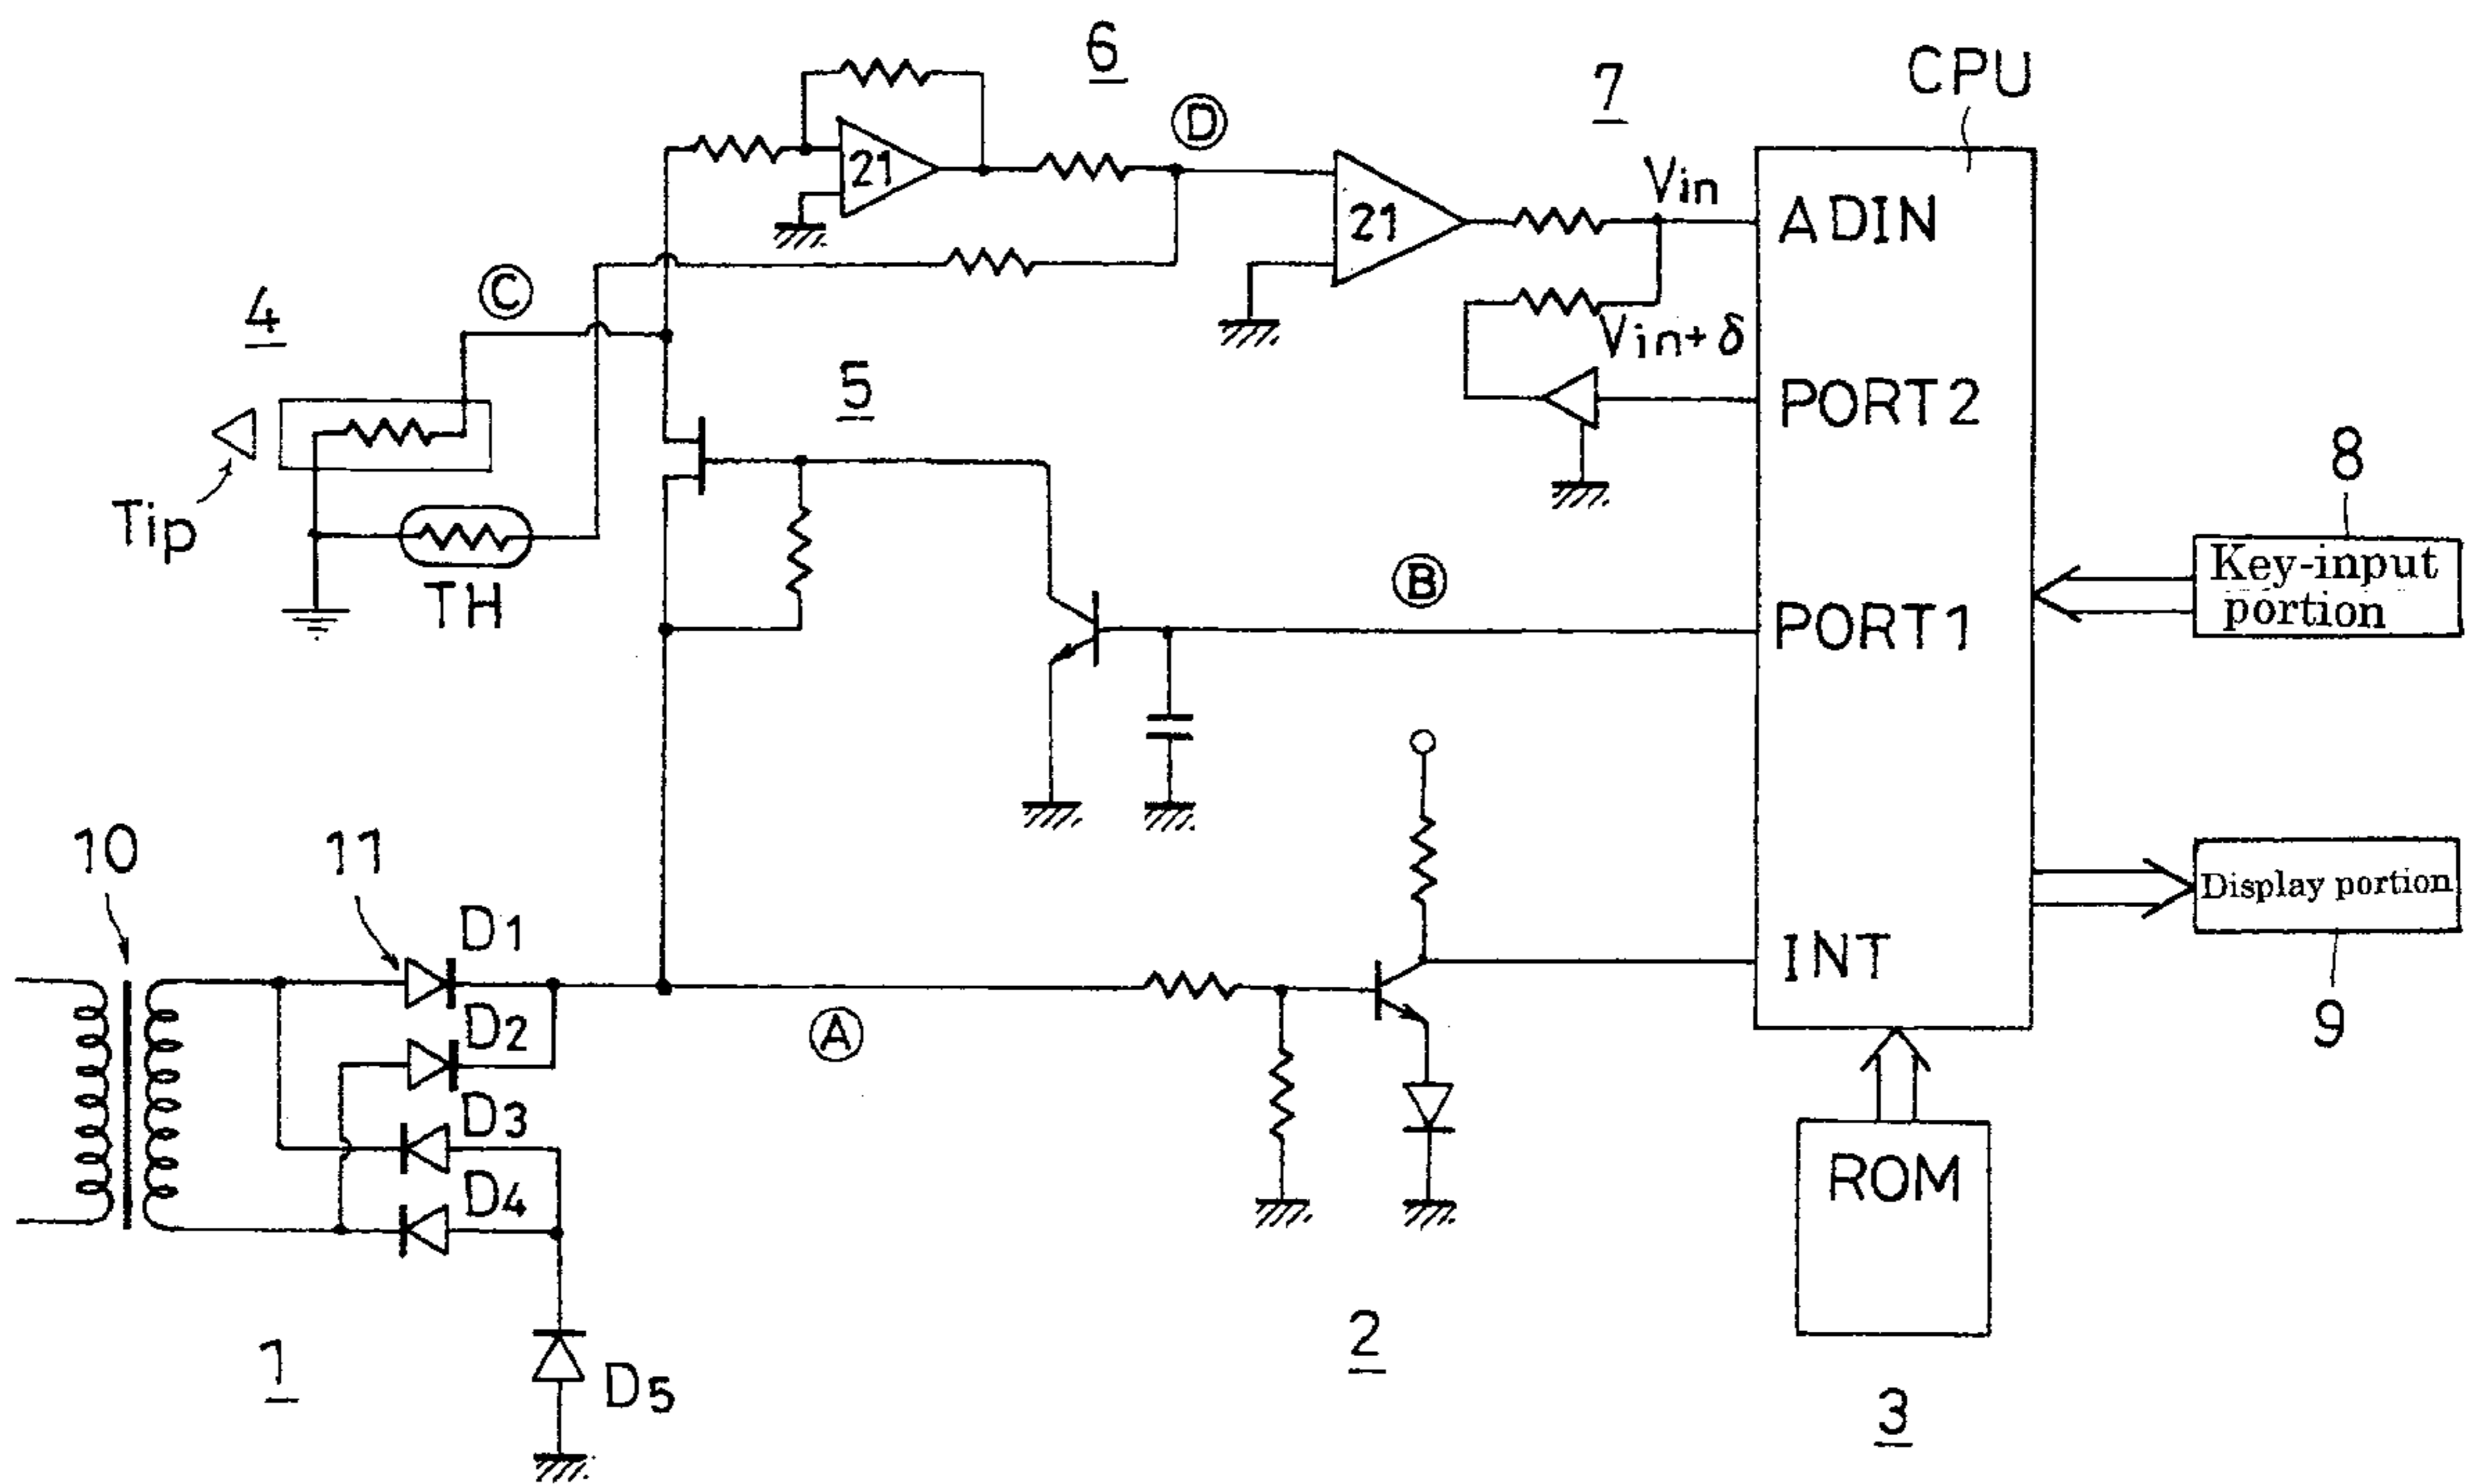 6
7
CPU
D
21
Vin
ADIN
21
C
4
Vin+δ
5
PORT2
8
Tip
Key-input
portion
TH
B
PORT1
10
11
D1
Display portion
INT
D2
A
9
D3
D4
ROM
1
2
D5
3